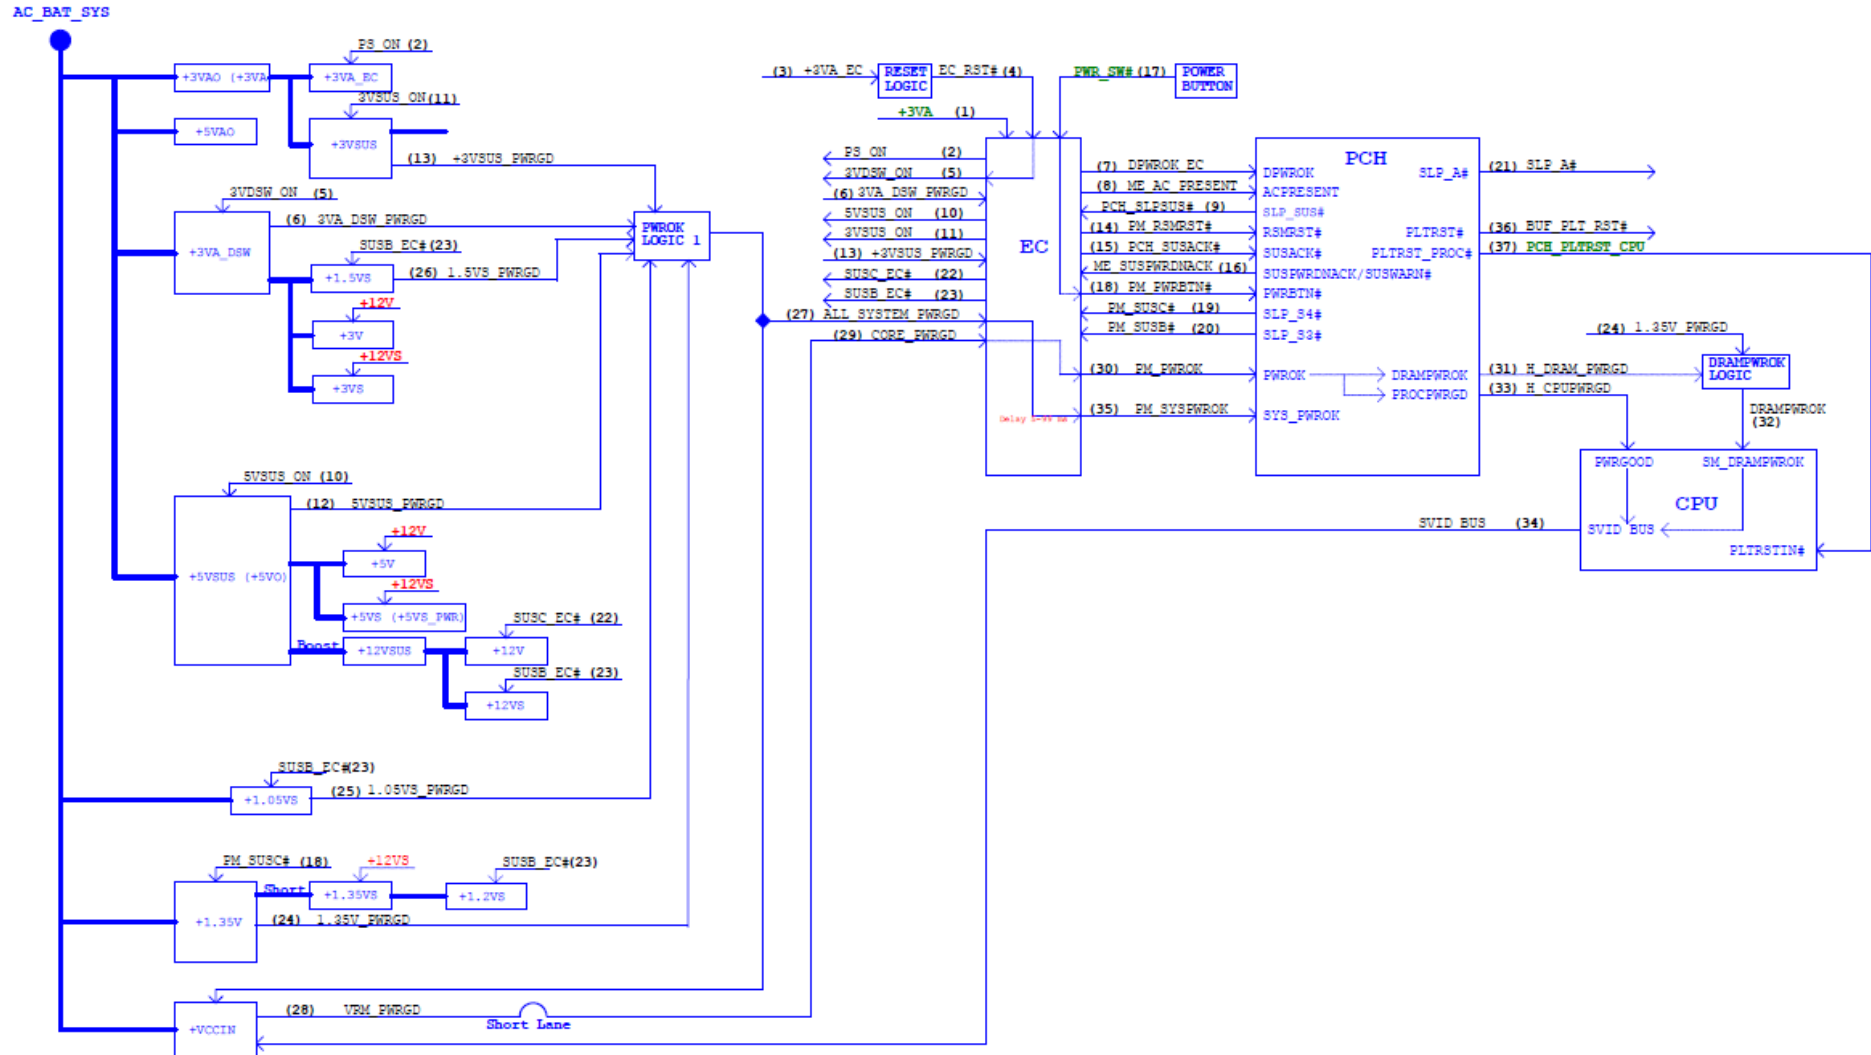 AC_BAT_SYS
PS_ON (2)
+3VAO (+3VA
+3VA_EC
3VSUS_ON(11)
+5VAO
+3VSUS
(13) +3VSUS_PWRGD
3VDSW_ON (5)
(6) 3VA_DSW_PWRGD
+3VA_DSW
SUSB_EC#(23)
+1.5VS
(26) 1.5VS_PWRGD
+12V
+3V
+12VS
+3VS
PWROK
LOGIC 1
5VSUS_ON (10)
(12) 5VSUS_PWRGD
+12V
+5V
+5VSUS (+5VO)
+12VS
+5VS (+5VS_PWR)
SUSC_EC# (22)
Boost
+12VSUS
+12V
SUSB_EC# (23)
+12VS
SUSB_EC#(23)
+1.05VS
(25) 1.05VS_PWRGD
PM_SUSC# (18)
+12VS
SUSB_EC#(23)
Short
+1.35VS
+1.2VS
+1.35V
(24) 1.35V_PWRGD
(28) VRM_PWRGD
Short Lane
+VCCIN
(3) +3VA_EC
RESET
LOGIC
EC_RST# (4)
PWR_SW# (17)
POWER
BUTTON
+3VA (1)
PS_ON (2)
3VDSW_ON (5)
(6) 3VA_DSW_PWRGD
5VSUS_ON (10)
3VSUS_ON (11)
(13) +3VSUS_PWRGD
SUSC_EC# (22)
SUSB_EC# (23)
(27) ALL_SYSTEM_PWRGD
(29) CORE_PWRGD
EC
Delay
(7) DPWROK_EC
(8) ME_AC_PRESENT
PCH_SLPSUS# (9)
(14) PM_RSMRST#
(15) PCH_SUSACK#
ME_SUSPWRDNACK (16)
(18) PM_PWRBTN#
PM_SUSC# (19)
PM_SUSB# (20)
(30) PM_PWROK
(35) PM_SYSPWROK
PCH
DPWROK
ACPRESENT
SLP_SUS#
RSMRST#
SUSACK#
SUSPWRDNACK/SUSWARN#
PWRBTN#
SLP_S4#
SLP_S3#
PWROK
SYS_PWROK
SLP_A#
PLTRST#
PLTRST_PROC#
DRAMPWROK
PROCPWRGD
(21) SLP_A#
(36) BUF_PLT_RST#
(37) PCH_PLTRST_CPU
(24) 1.35V_PWRGD
DRAMPWROK
LOGIC
(31) H_DRAM_PWRGD
(33) H_CPUPWRGD
DRAMPWROK
(32)
PWRGOOD
SM_DRAMPWROK
CPU
SVID BUS (34)
SVID BUS
PLTRSTIN#